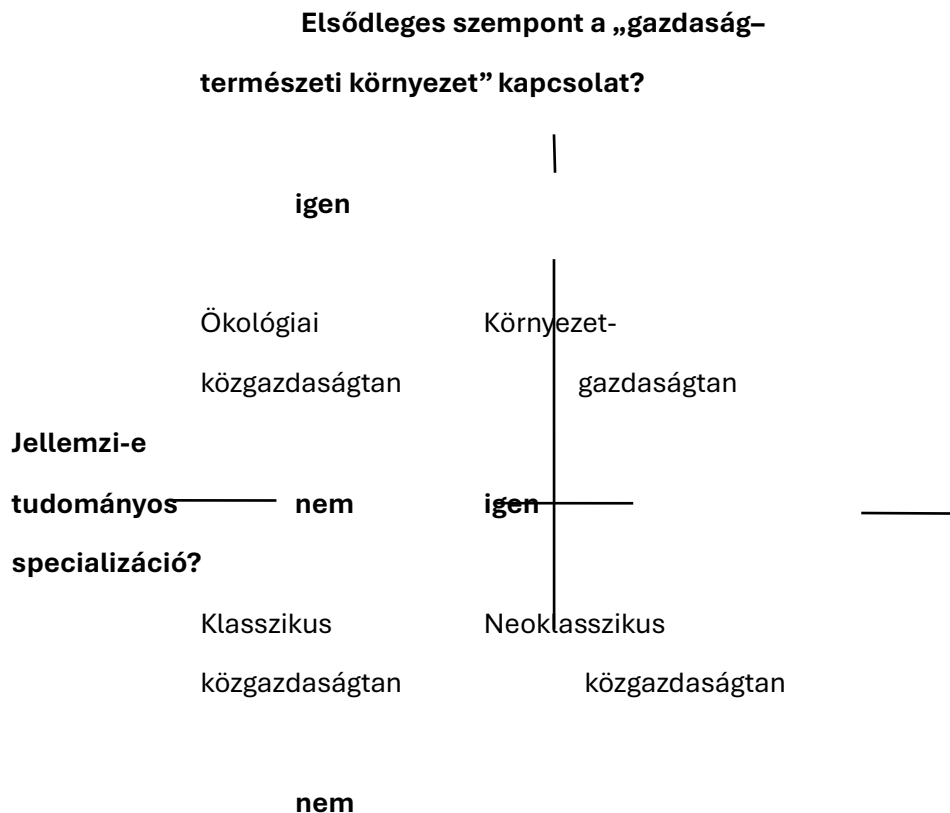 Elsődleges szempont a „gazdaság–
természeti környezet” kapcsolat?
igen
Ökológiai Környezet-
közgazdaságtan gazdaságtan
Jellemzi-e
tudományos nem igen
specializáció?
Klasszikus Neoklasszikus
közgazdaságtan közgazdaságtan
nem